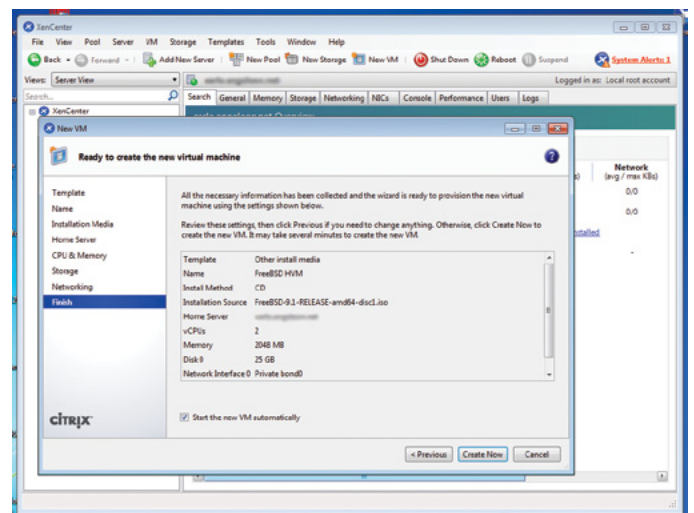 XenCenter
File View Pool Server VM Storage Templates Tools Window Help
Back Forward Add New Server New Pool New Storage New VM Shut Down Reboot Suspend System Alerts: 1
Views: Server View Logged in as: Local root account
Search... Search General Memory Storage Networking NICs Console Performance Users Logs
XenCenter
New VM
Ready to create the new virtual machine
Network
(avg / max KBs)
0/0
0/0
Template
Name
Installation Media
Home Server
CPU & Memory
Storage
Networking
Finish
All the necessary information has been collected and the wizard is ready to provision the new virtual
machine using the settings shown below.
Review these settings, then click Previous if you need to change anything. Otherwise, click Create Now to
create the new VM. It may take several minutes to create the new VM.
Template Other install media
Name FreeBSD HVM
Install Method CD
Installation Source FreeBSD-9.1-RELEASE-amd64-disc1.iso
Home Server
vCPUs 2
Memory 2048 MB
Disk 0 25 GB
Network Interface 0 Private bond0
Start the new VM automatically
CİTRIX
< Previous Create Now Cancel